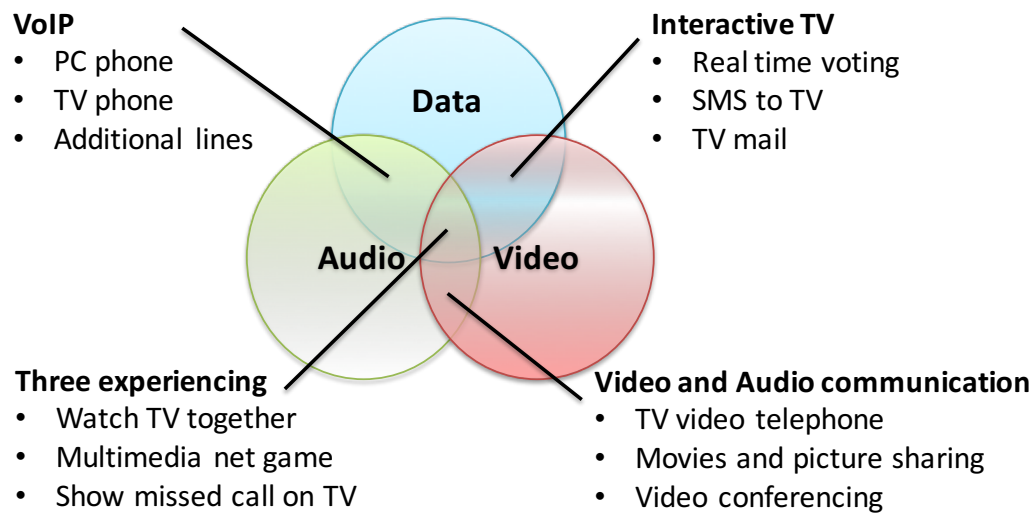 VoIP
• PC phone
• TV phone
• Additional lines
Interactive TV
• Real time voting
• SMS to TV
• TV mail
Data
Audio
Video
Three experiencing
• Watch TV together
• Multimedia net game
• Show missed call on TV
Video and Audio communication
• TV video telephone
• Movies and picture sharing
• Video conferencing